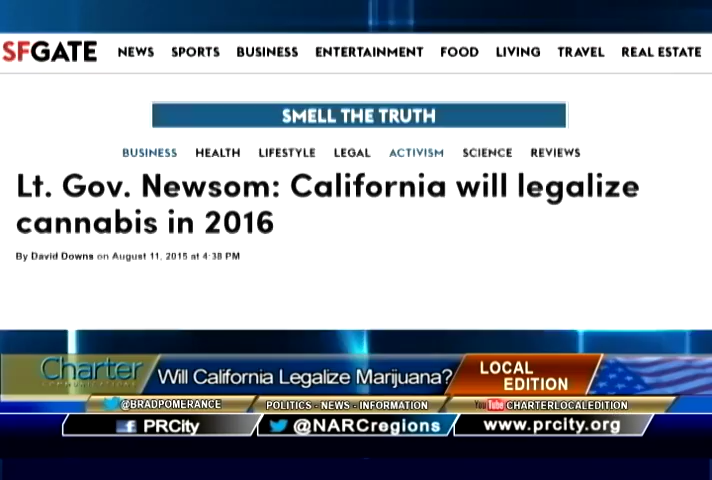 SFGATE NEWS SPORTS BUSINESS ENTERTAINMENT FOOD LIVING TRAVEL REAL ESTATE
SMELL THE TRUTH
BUSINESS HEALTH LIFESTYLE LEGAL ACTIVISM SCIENCE REVIEWS
Lt. Gov. Newsom: California will legalize
cannabis in 2016
By David Downs on August 11, 2015 at 4:38 PM
Charter
COMMUNICATIONS
Will California Legalize Marijuana?
LOCAL
EDITION
@BRADPOMERANCE POLITICS - NEWS - INFORMATION YouTube CHARTERLOCALEDITION
f PRCity @NARCregions www.prcity.org